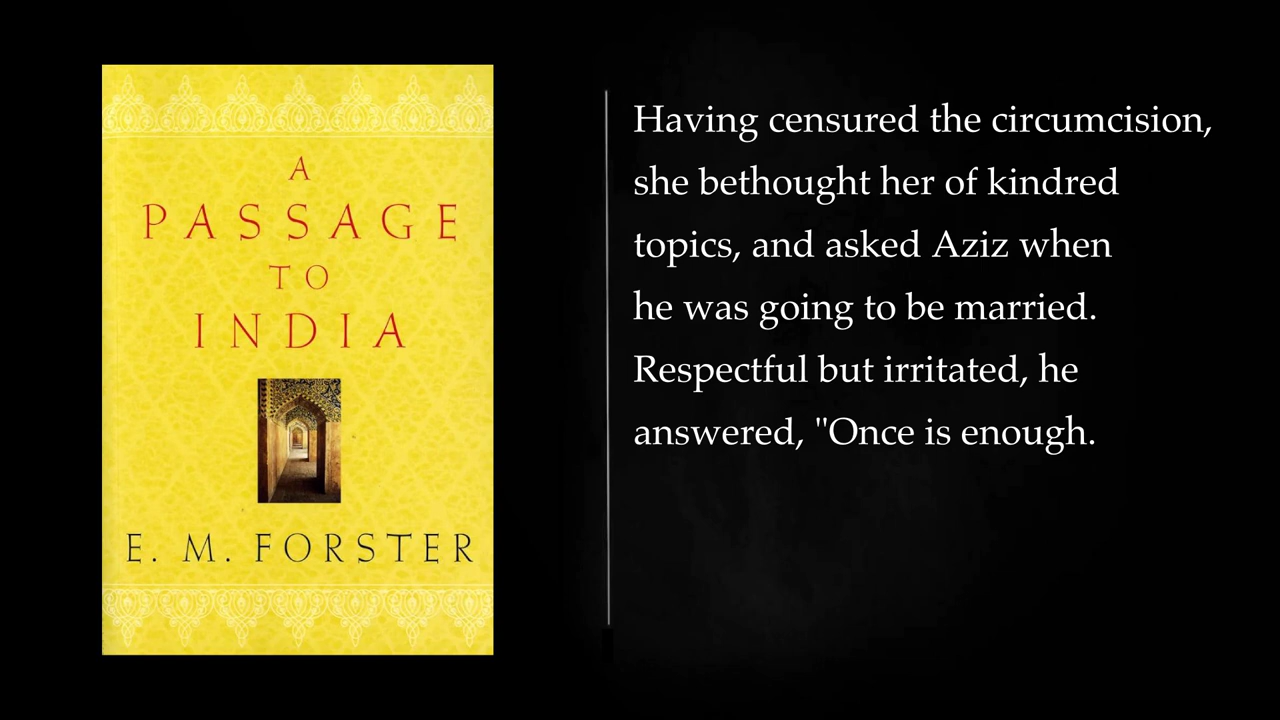 A
PASSAGE
TO
INDIA
E. M. FORSTER
Having censured the circumcision,
she bethought her of kindred
topics, and asked Aziz when
he was going to be married.
Respectful but irritated, he
answered, "Once is enough.